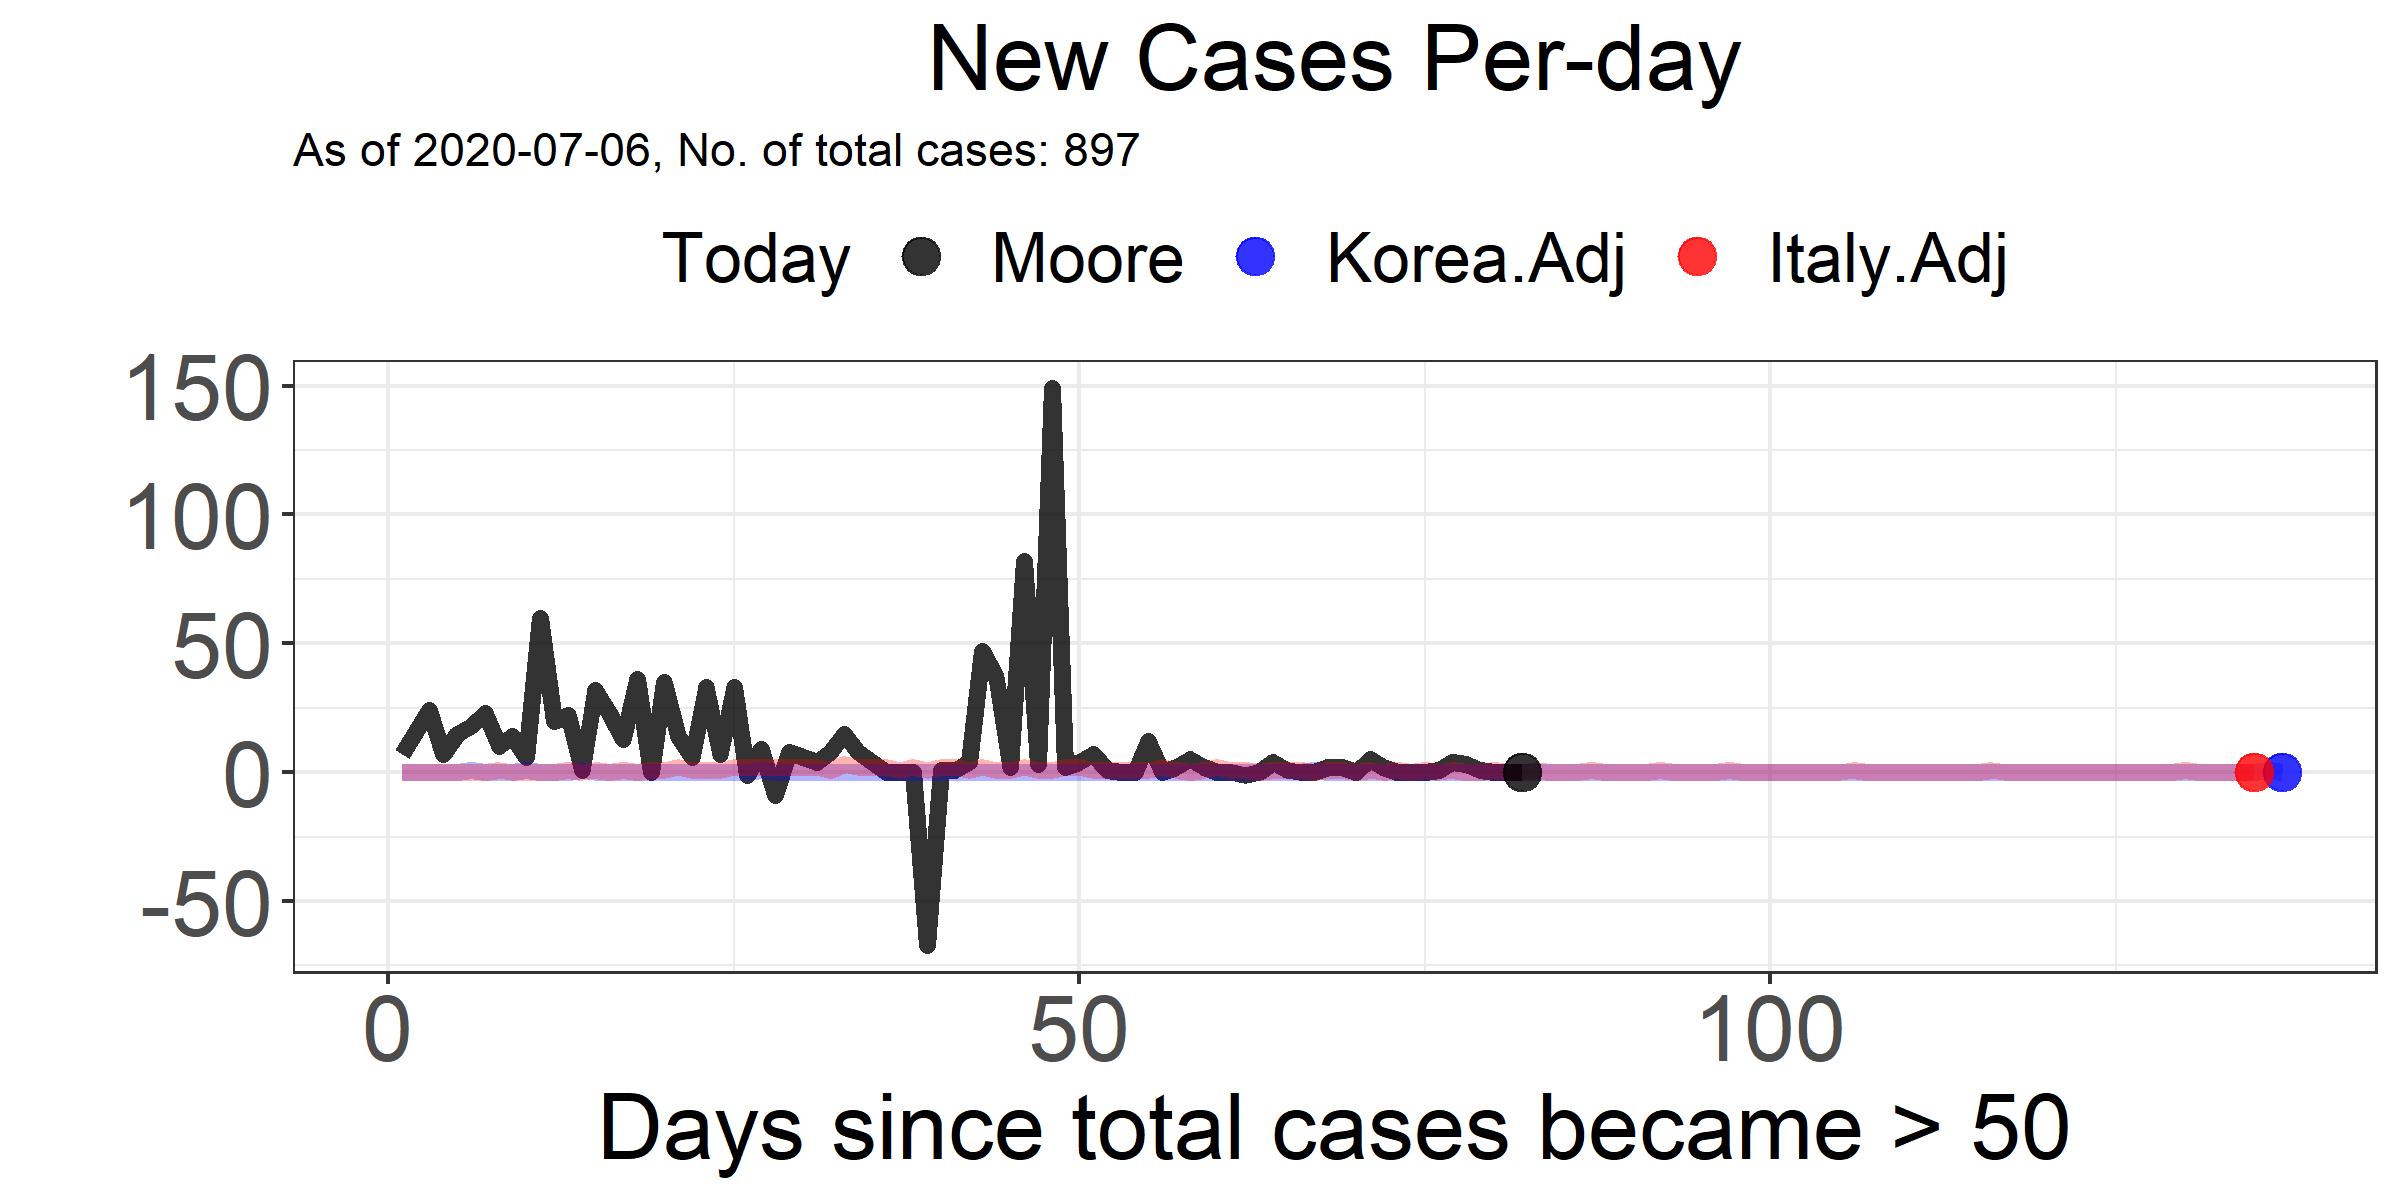 New Cases Per-day
As of 2020-07-06, No. of total cases: 897
Today Moore Korea.Adj Italy.Adj
150
100
50
0
-50
0 50 100
Days since total cases became > 50